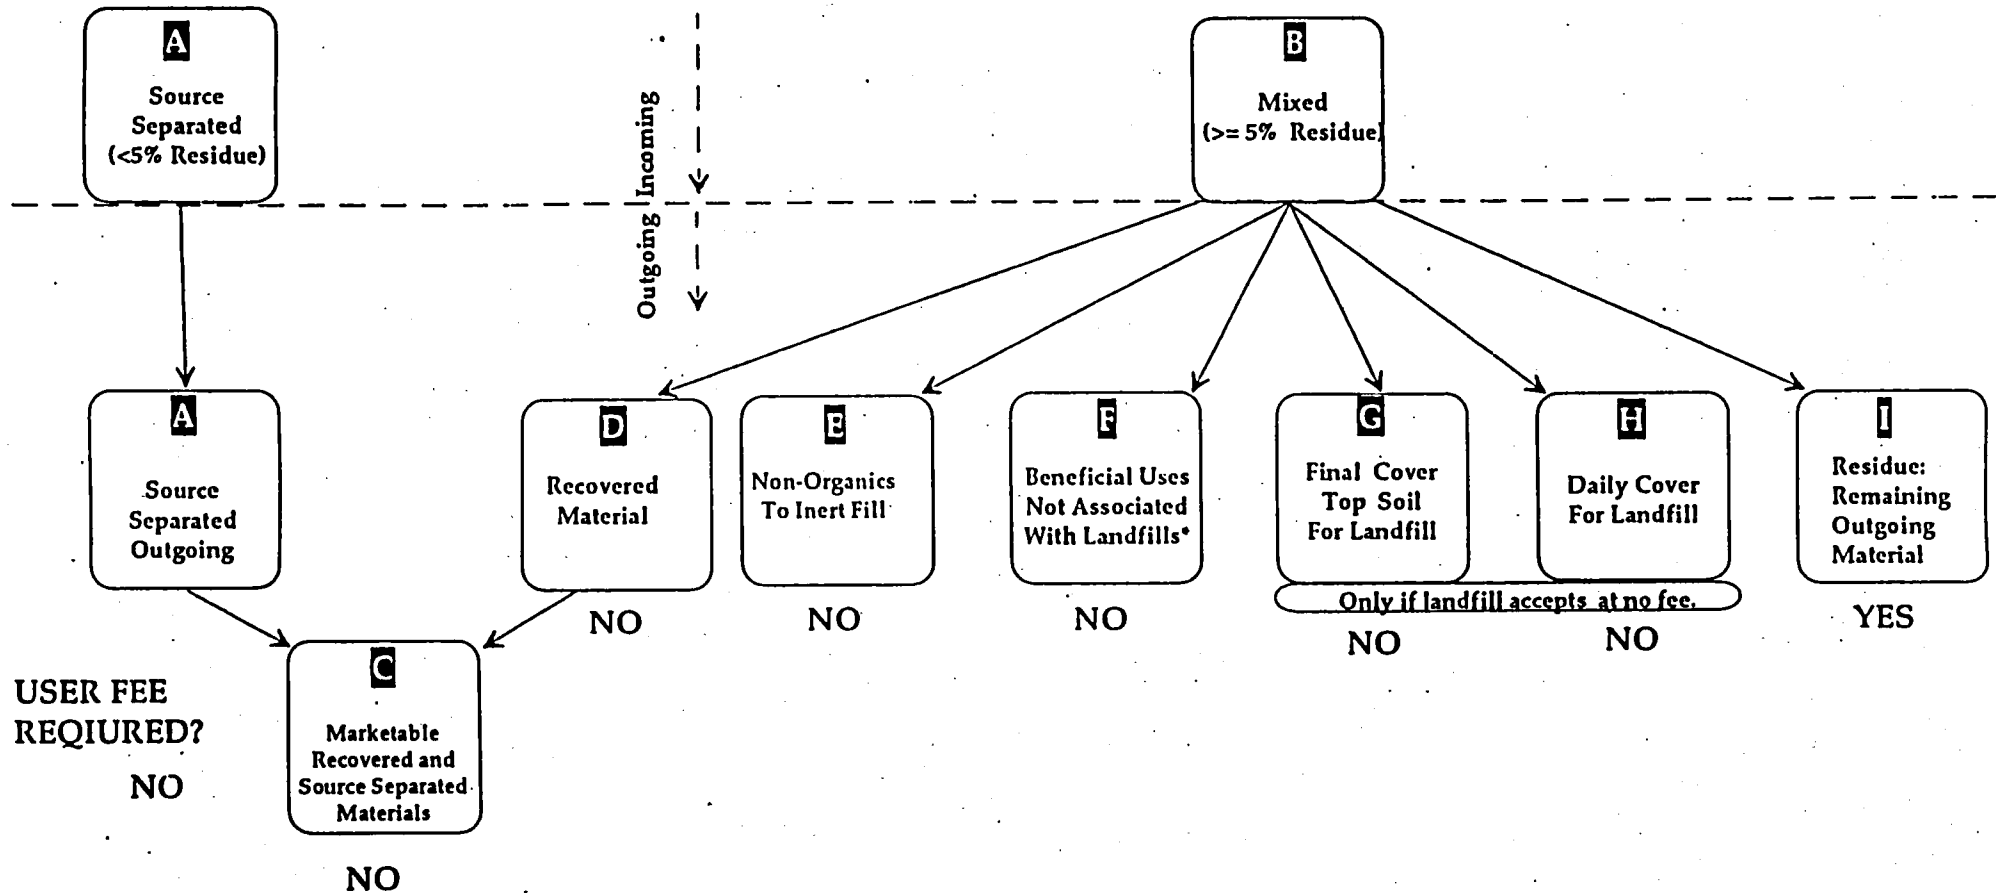 A
Source
Separated
(<5% Residue)
Incoming
Outgoing
B
Mixed
(>= 5% Residue)
A
Source
Separated
Outgoing
D
Recovered
Material
NO
E
Non-Organics
To Inert Fill
NO
F
Beneficial Uses
Not Associated
With Landfills*
NO
G
Final Cover
Top Soil
For Landfill
H
Daily Cover
For Landfill
Only if landfill accepts at no fee.
NO
NO
I
Residue:
Remaining
Outgoing
Material
YES
USER FEE
REQIURED?
NO
C
Marketable
Recovered and
Source Separated
Materials
NO